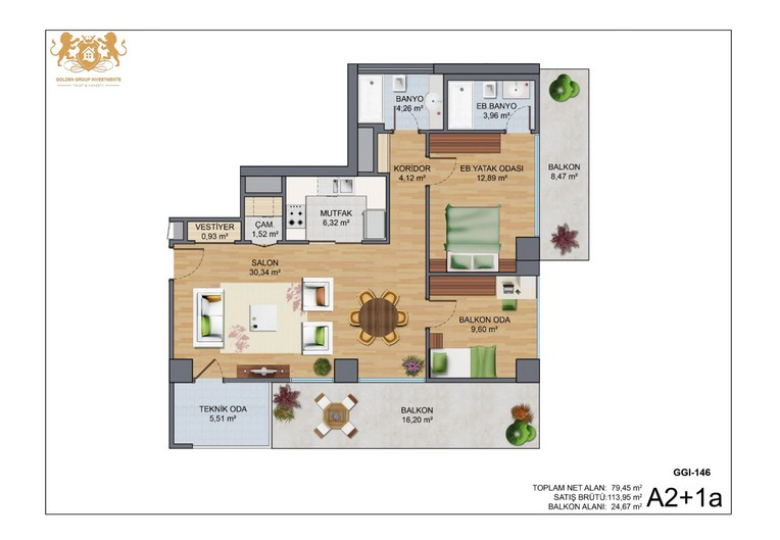 GOLDEN GROUP INVESTMENTS
TRUST & LOYALTY
BANYO
4,26 m²
EB.BANYO
3,96 m²
KORİDOR
4,12 m²
EB.YATAK ODASI
12,89 m²
BALKON
8,47 m²
MUTFAK
6,32 m²
VESTİYER
0,93 m²
ÇAM.
1,52 m²
SALON
30,34 m²
BALKON ODA
9,60 m²
TEKNİK ODA
5,51 m²
BALKON
16,20 m²
GGI-146
TOPLAM NET ALAN: 79,45 m²
SATIŞ BRÜTÜ:113,95 m²
BALKON ALANI: 24,67 m²
A2+1a